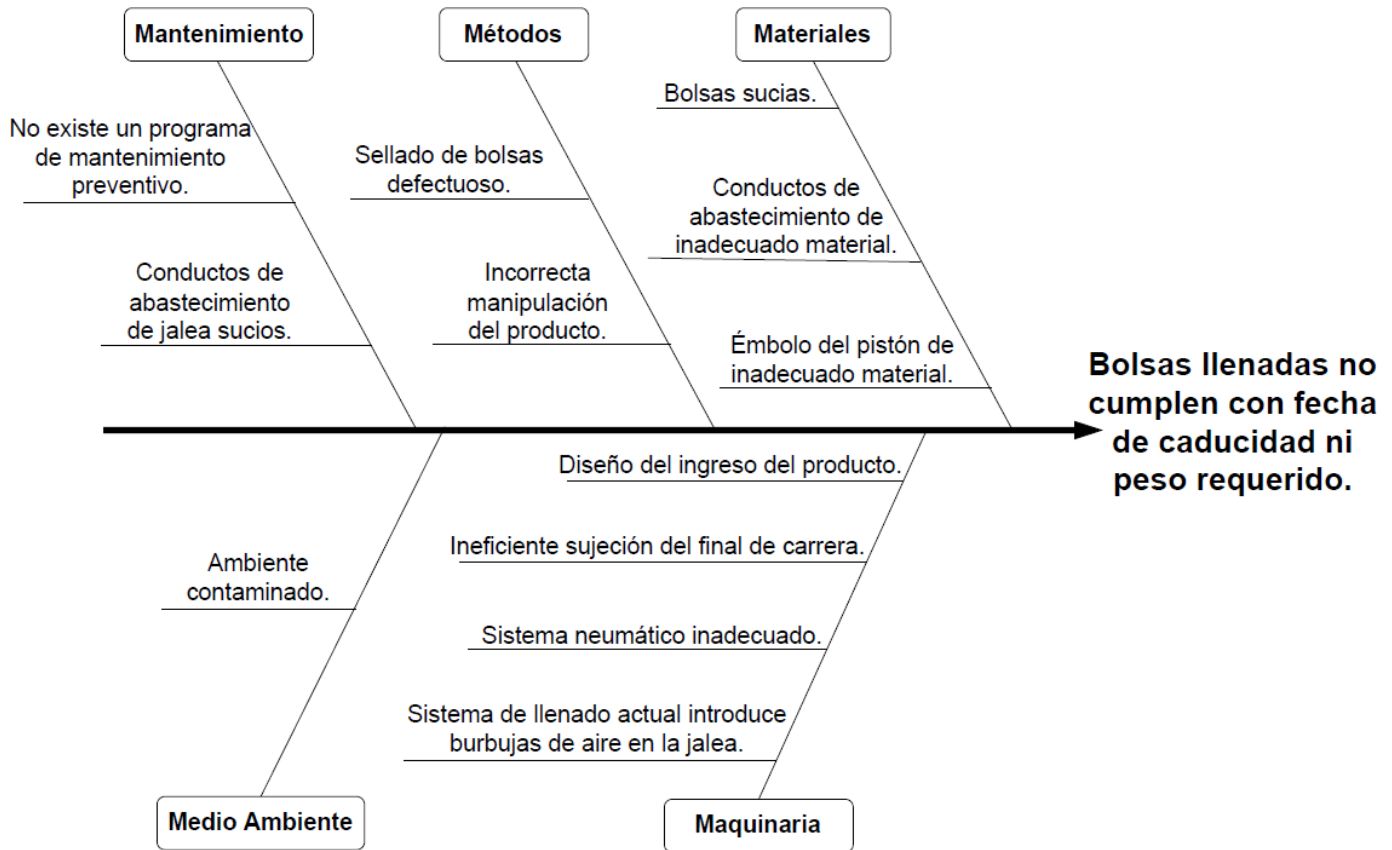 Mantenimiento
Métodos
Materiales
No existe un programa
de mantenimiento
preventivo.
Conductos de
abastecimiento
de jalea sucios.
Sellado de bolsas
defectuoso.
Incorrecta
manipulación
del producto.
Bolsas sucias.
Conductos de
abastecimiento de
inadecuado material.
Émbolo del pistón de
inadecuado material.
Bolsas llenadas no
cumplen con fecha
de caducidad ni
peso requerido.
Ambiente
contaminado.
Diseño del ingreso del producto.
Ineficiente sujeción del final de carrera.
Sistema neumático inadecuado.
Sistema de llenado actual introduce
burbujas de aire en la jalea.
Medio Ambiente
Maquinaria